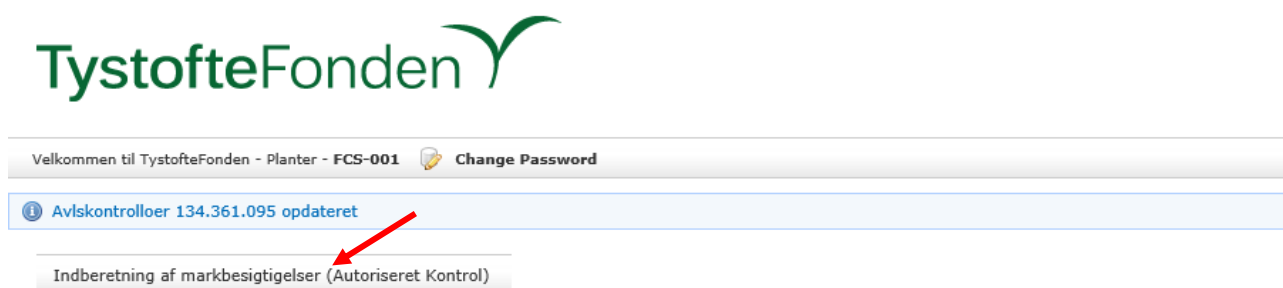 TystofteFonden
Velkommen til TystofteFonden - Planter - FCS-001 Change Password
Avlskontrolloer 134.361.095 opdateret
Indberetning af markbesigtigelser (Autoriseret Kontrol)